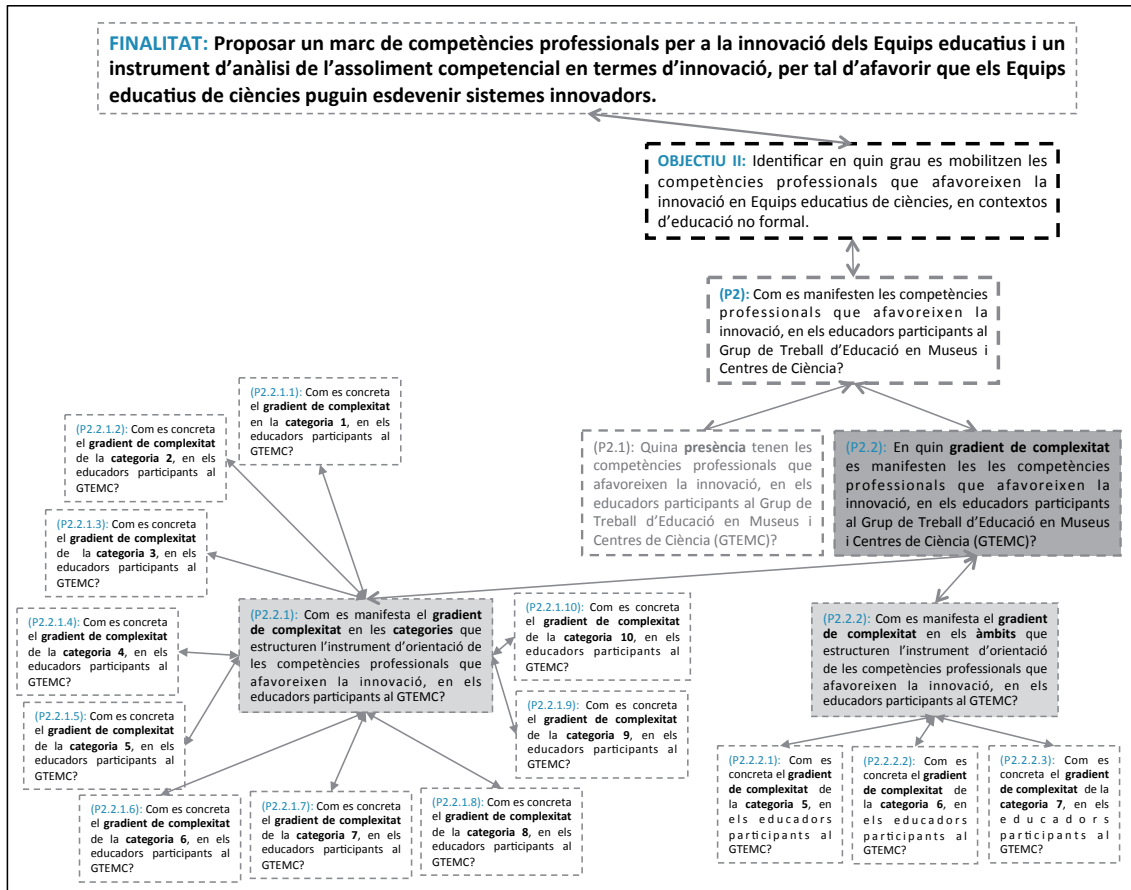 FINALITAT: Proposar un marc de competències professionals per a la innovació dels Equips educatius i un
instrument d'anàlisi de l'assoliment competencial en termes d'innovació, per tal d'afavorir que els Equips
educatius de ciències puguin esdevenir sistemes innovadors.
OBJECTIU II: Identificar en quin grau es mobilitzen les
competències professionals que afavoreixen la
innovació en Equips educatius de ciències, en contextos
d'educació no formal.
(P2): Com es manifesten les competències
professionals que afavoreixen la
innovació, en els educadors participants al
Grup de Treball d'Educació en Museus i
Centres de Ciència?
(P2.1): Quina presència tenen les
competències professionals que
afavoreixen la innovació, en els
educadors participants al Grup de
Treball d'Educació en Museus i
Centres de Ciència (GTEMC)?
(P2.2): En quin gradient de complexitat
es manifesten les les competències
professionals que afavoreixen la
innovació, en els educadors participants
al Grup de Treball d'Educació en Museus
i Centres de Ciència (GTEMC)?
(P2.2.1.1): Com es concreta
el gradient de complexitat
en la categoria 1, en els
educadors participants al
GTEMC?
(P2.2.1.2): Com es concreta
el gradient de complexitat
de la categoria 2, en els
educadors participants al
GTEMC?
(P2.2.1.3): Com es concreta
el gradient de complexitat
de la categoria 3, en els
educadors participants al
GTEMC?
(P2.2.1.4): Com es concreta
el gradient de complexitat
de la categoria 4, en els
educadors participants al
GTEMC?
(P2.2.1.5): Com es concreta
el gradient de complexitat
de la categoria 5, en els
educadors participants al
GTEMC?
(P2.2.1.6): Com es concreta
el gradient de complexitat
de la categoria 6, en els
educadors participants al
GTEMC?
(P2.2.1.7): Com es concreta
el gradient de complexitat
de la categoria 7, en els
educadors participants al
GTEMC?
(P2.2.1.8): Com es concreta
el gradient de complexitat
de la categoria 8, en els
educadors participants al
GTEMC?
(P2.2.1.9): Com es concreta
el gradient de complexitat
de la categoria 9, en els
educadors participants al
GTEMC?
(P2.2.1.10): Com es concreta
el gradient de complexitat
de la categoria 10, en els
educadors participants al
GTEMC?
(P2.2.1): Com es manifesta el gradient
de complexitat en les categories que
estructuren l'instrument d'orientació
de les competències professionals que
afavoreixen la innovació, en els
educadors participants al GTEMC?
(P2.2.2): Com es manifesta el gradient
de complexitat en els àmbits que
estructuren l'instrument d'orientació
de les competències professionals que
afavoreixen la innovació, en els
educadors participants al GTEMC?
(P2.2.2.1): Com es
concreta el gradient
de complexitat de
la categoria 5, en
els educadors
participants al
GTEMC?
(P2.2.2.2): Com es
concreta el gradient
de complexitat de
la categoria 6, en
els educadors
participants al
GTEMC?
(P2.2.2.3): Com es
concreta el gradient
de complexitat de la
categoria 7, en els
educadors
participants al
GTEMC?